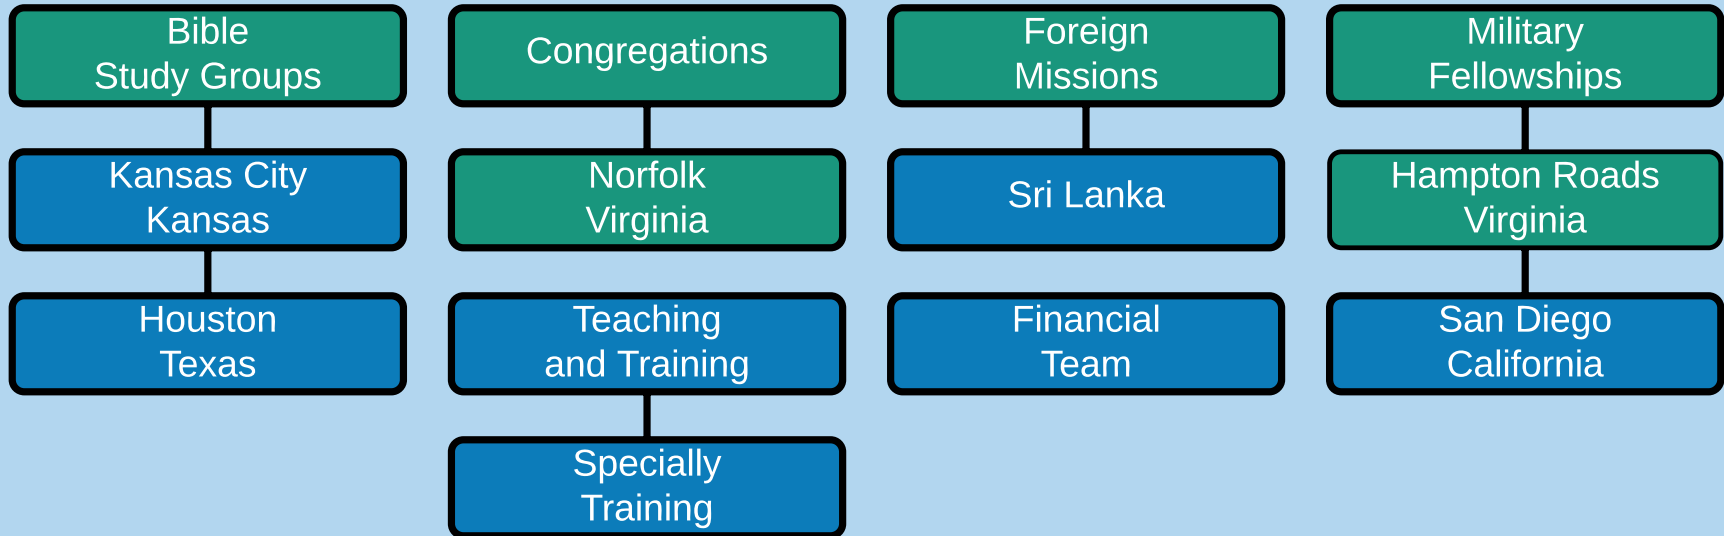 Bible
Study Groups
Congregations
Foreign
Missions
Military
Fellowships
Kansas City
Kansas
Norfolk
Virginia
Sri Lanka
Hampton Roads
Virginia
Houston
Texas
Teaching
and Training
Financial
Team
San Diego
California
Specially
Training